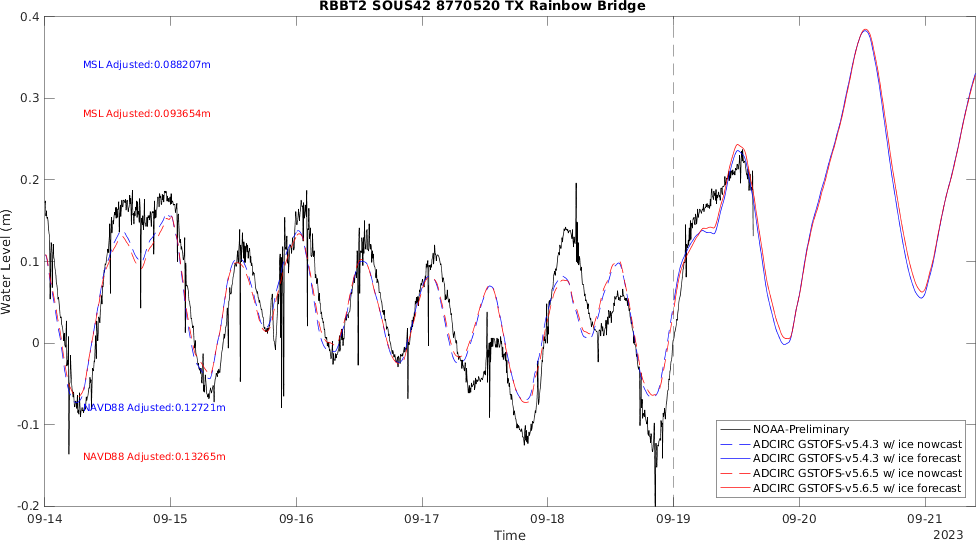 RBBT2 SOUS42 8770520 TX Rainbow Bridge
0.4
0.3
0.2
0.1
0
-0.1
-0.2
Water Level (m)
MSL Adjusted:0.088207m
MSL Adjusted:0.093654m
NAVD88 Adjusted:0.12721m
NAVD88 Adjusted:0.13265m
NOAA-Preliminary
ADCIRC GSTOFS-v5.4.3 w/ ice nowcast
ADCIRC GSTOFS-v5.4.3 w/ ice forecast
ADCIRC GSTOFS-v5.6.5 w/ ice nowcast
ADCIRC GSTOFS-v5.6.5 w/ ice forecast
09-14 09-15 09-16 09-17 09-18 09-19 09-20 09-21
Time
2023